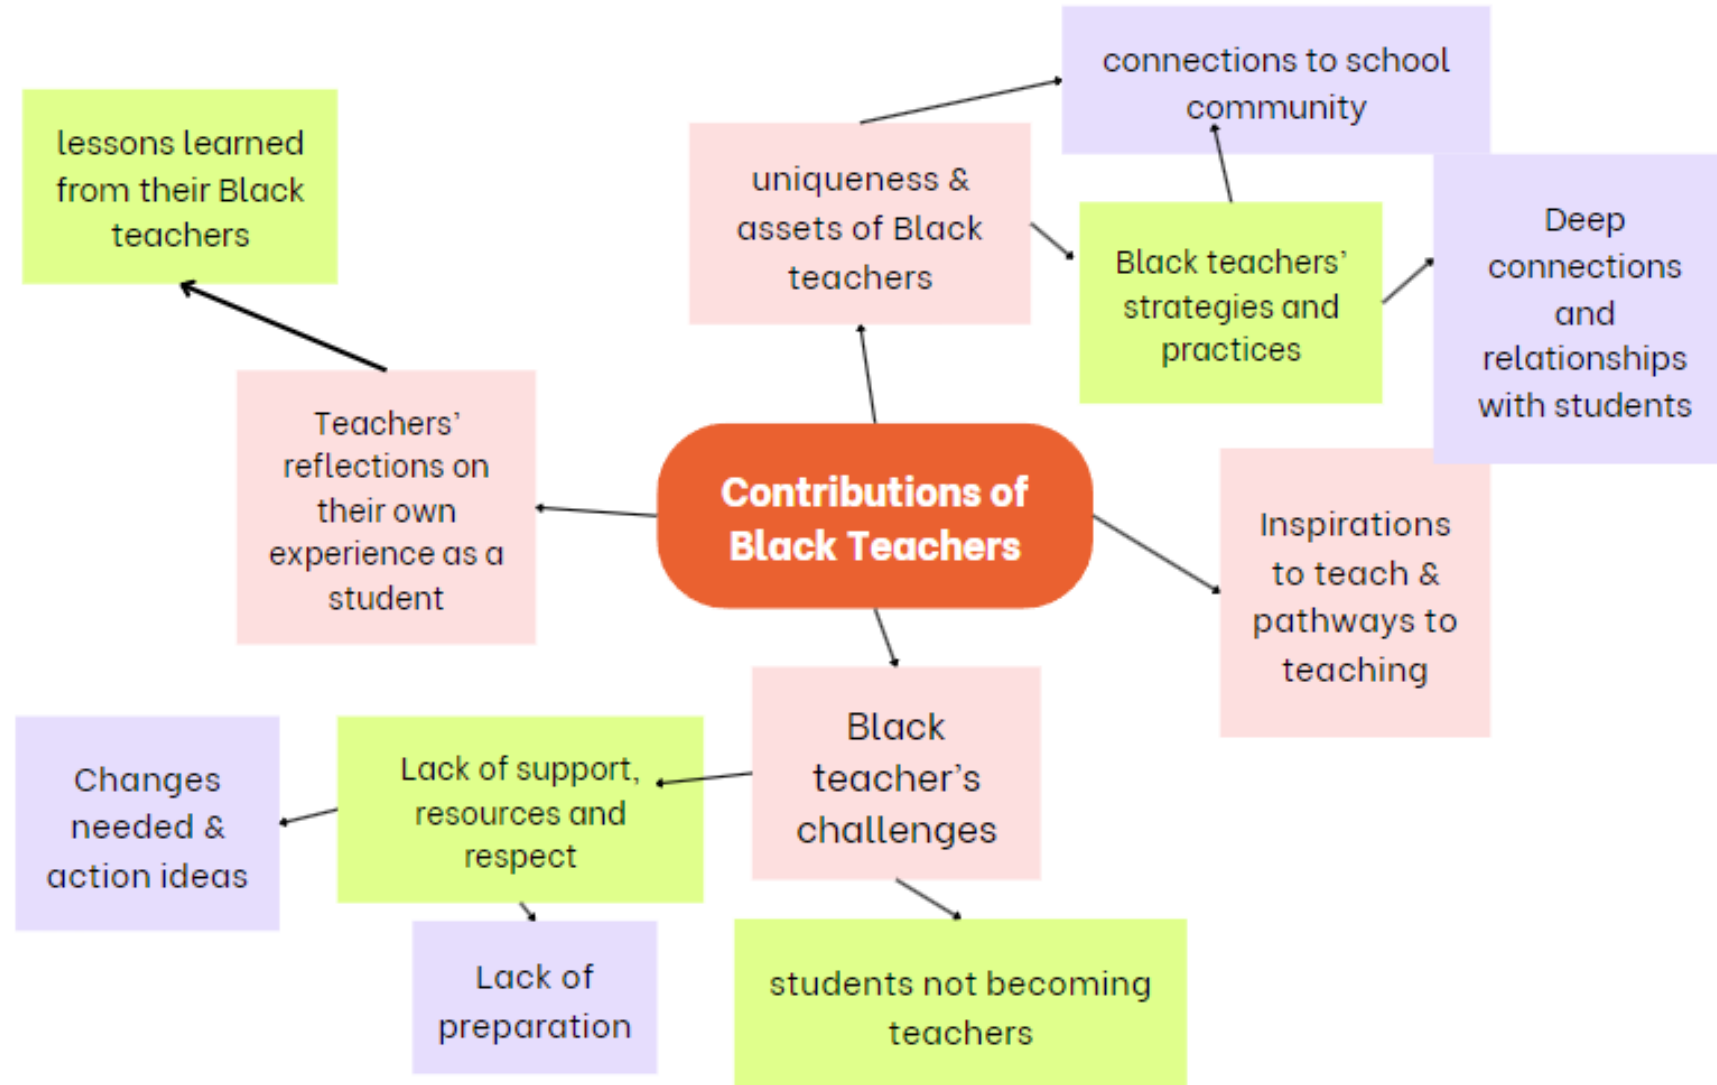 connections to school
community
lessons learned
from their Black
teachers
uniqueness &
assets of Black
teachers
Black teachers'
strategies and
practices
Deep
connections
and
relationships
with students
Teachers'
reflections on
their own
experience as a
student
Contributions of
Black Teachers
Inspirations
to teach &
pathways to
teaching
Black
teacher's
challenges
Lack of support,
resources and
respect
Changes
needed &
action ideas
Lack of
preparation
students not becoming
teachers